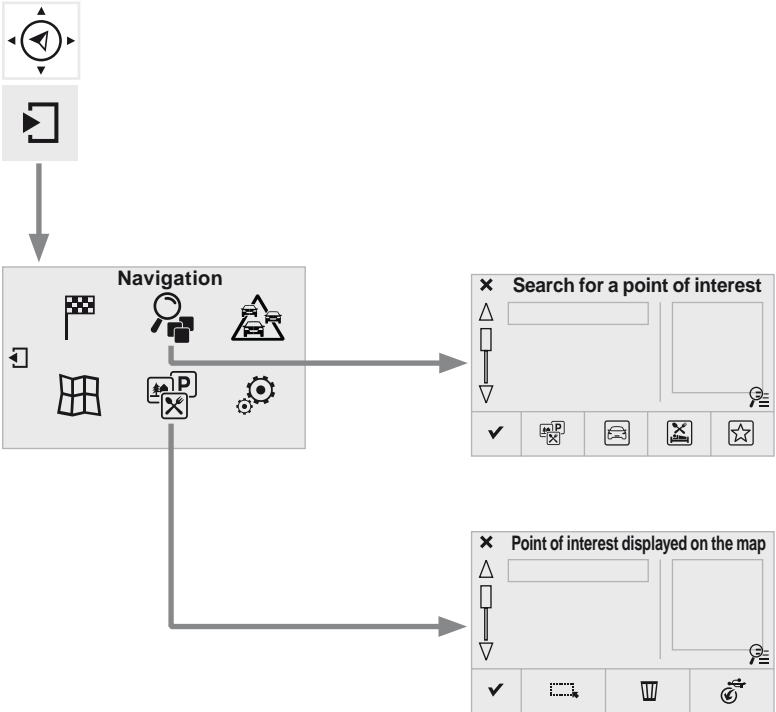 Navigation
Search for a point of interest
P
P
Point of interest displayed on the map